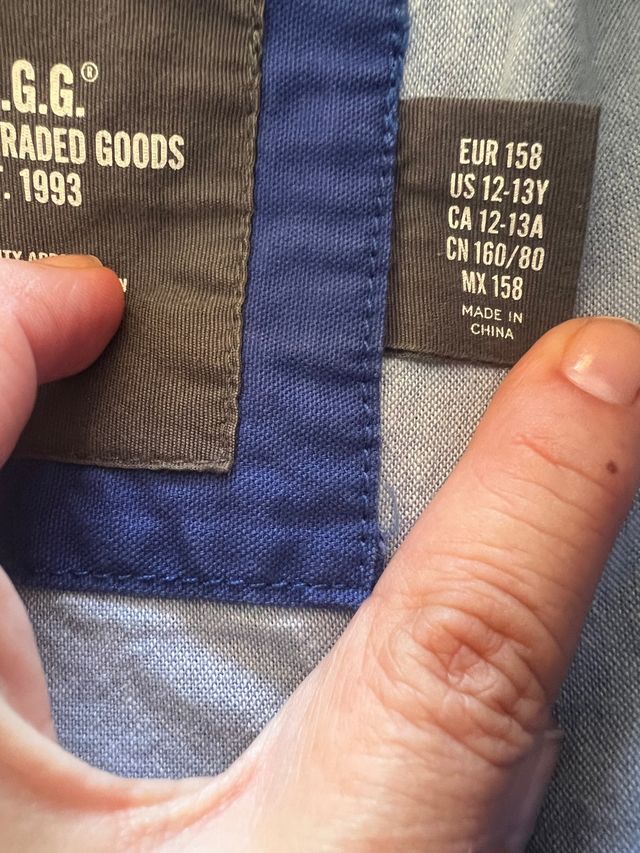 .G.G.®
RADED GOODS
. 1993
EUR 158
US 12-13Y
CA 12-13A
CN 160/80
MX 158
MADE IN
CHINA